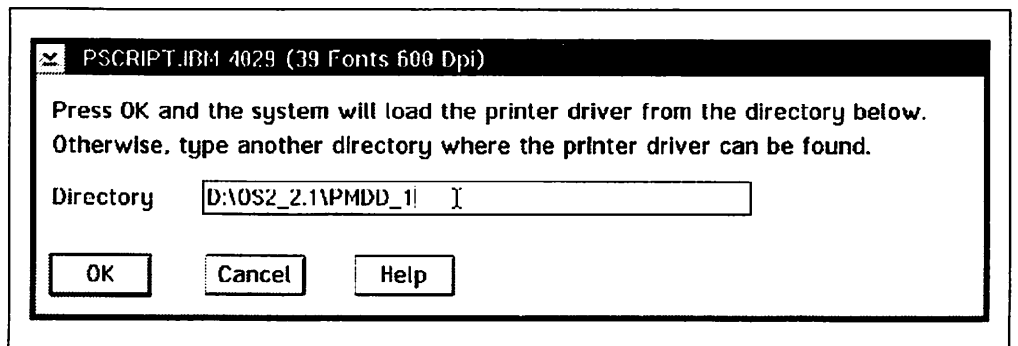 PSCRIPT.IBM 4029 (39 Fonts 600 Dpi)
Press OK and the system will load the printer driver from the directory below.
Otherwise, type another directory where the printer driver can be found.
Directory D:\OS2_2.1\PMDD_1
OK Cancel Help